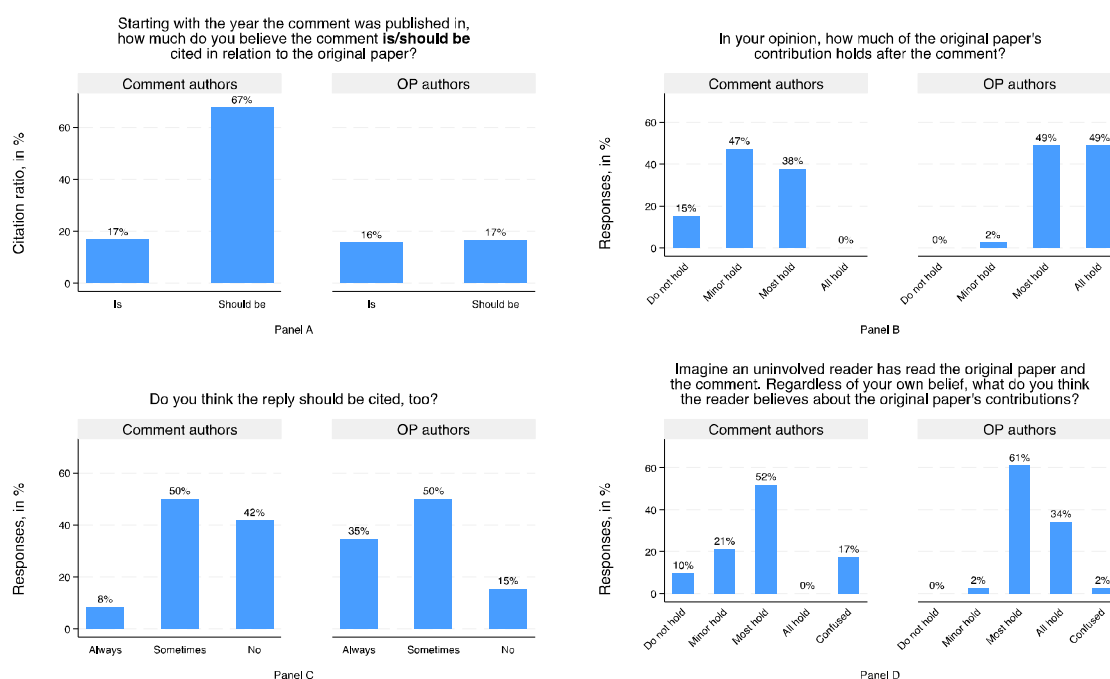 Starting with the year the comment was published in,
how much do you believe the comment is/should be
cited in relation to the original paper?
Comment authors
OP authors
Citation ratio, in %
60
40
20
0
17%
67%
16%
17%
Is
Should be
Is
Should be
Panel A
In your opinion, how much of the original paper's
contribution holds after the comment?
Comment authors
OP authors
Responses, in %
60
40
20
0
15%
47%
38%
0%
0%
2%
49%
49%
Do not hold
Minor hold
Most hold
All hold
Do not hold
Minor hold
Most hold
All hold
Panel B
Do you think the reply should be cited, too?
Comment authors
OP authors
Responses, in %
60
40
20
0
8%
50%
42%
35%
50%
15%
Always
Sometimes
No
Always
Sometimes
No
Panel C
Imagine an uninvolved reader has read the original paper and
the comment. Regardless of your own belief, what do you think
the reader believes about the original paper's contributions?
Comment authors
OP authors
Responses, in %
60
40
20
0
10%
21%
52%
0%
17%
0%
2%
61%
34%
2%
Do not hold
Minor hold
Most hold
All hold
Confused
Do not hold
Minor hold
Most hold
All hold
Confused
Panel D